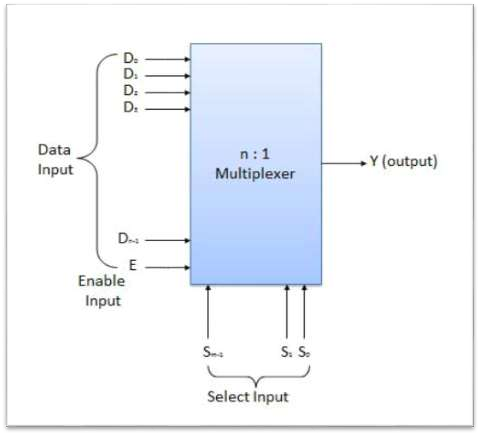 D₀
D₁
D₂
D₃
Data
Input
n : 1
Multiplexer
Y (output)
Dₙ₋₁
E
Enable
Input
Sₘ₋₁
S₁ S₀
Select Input